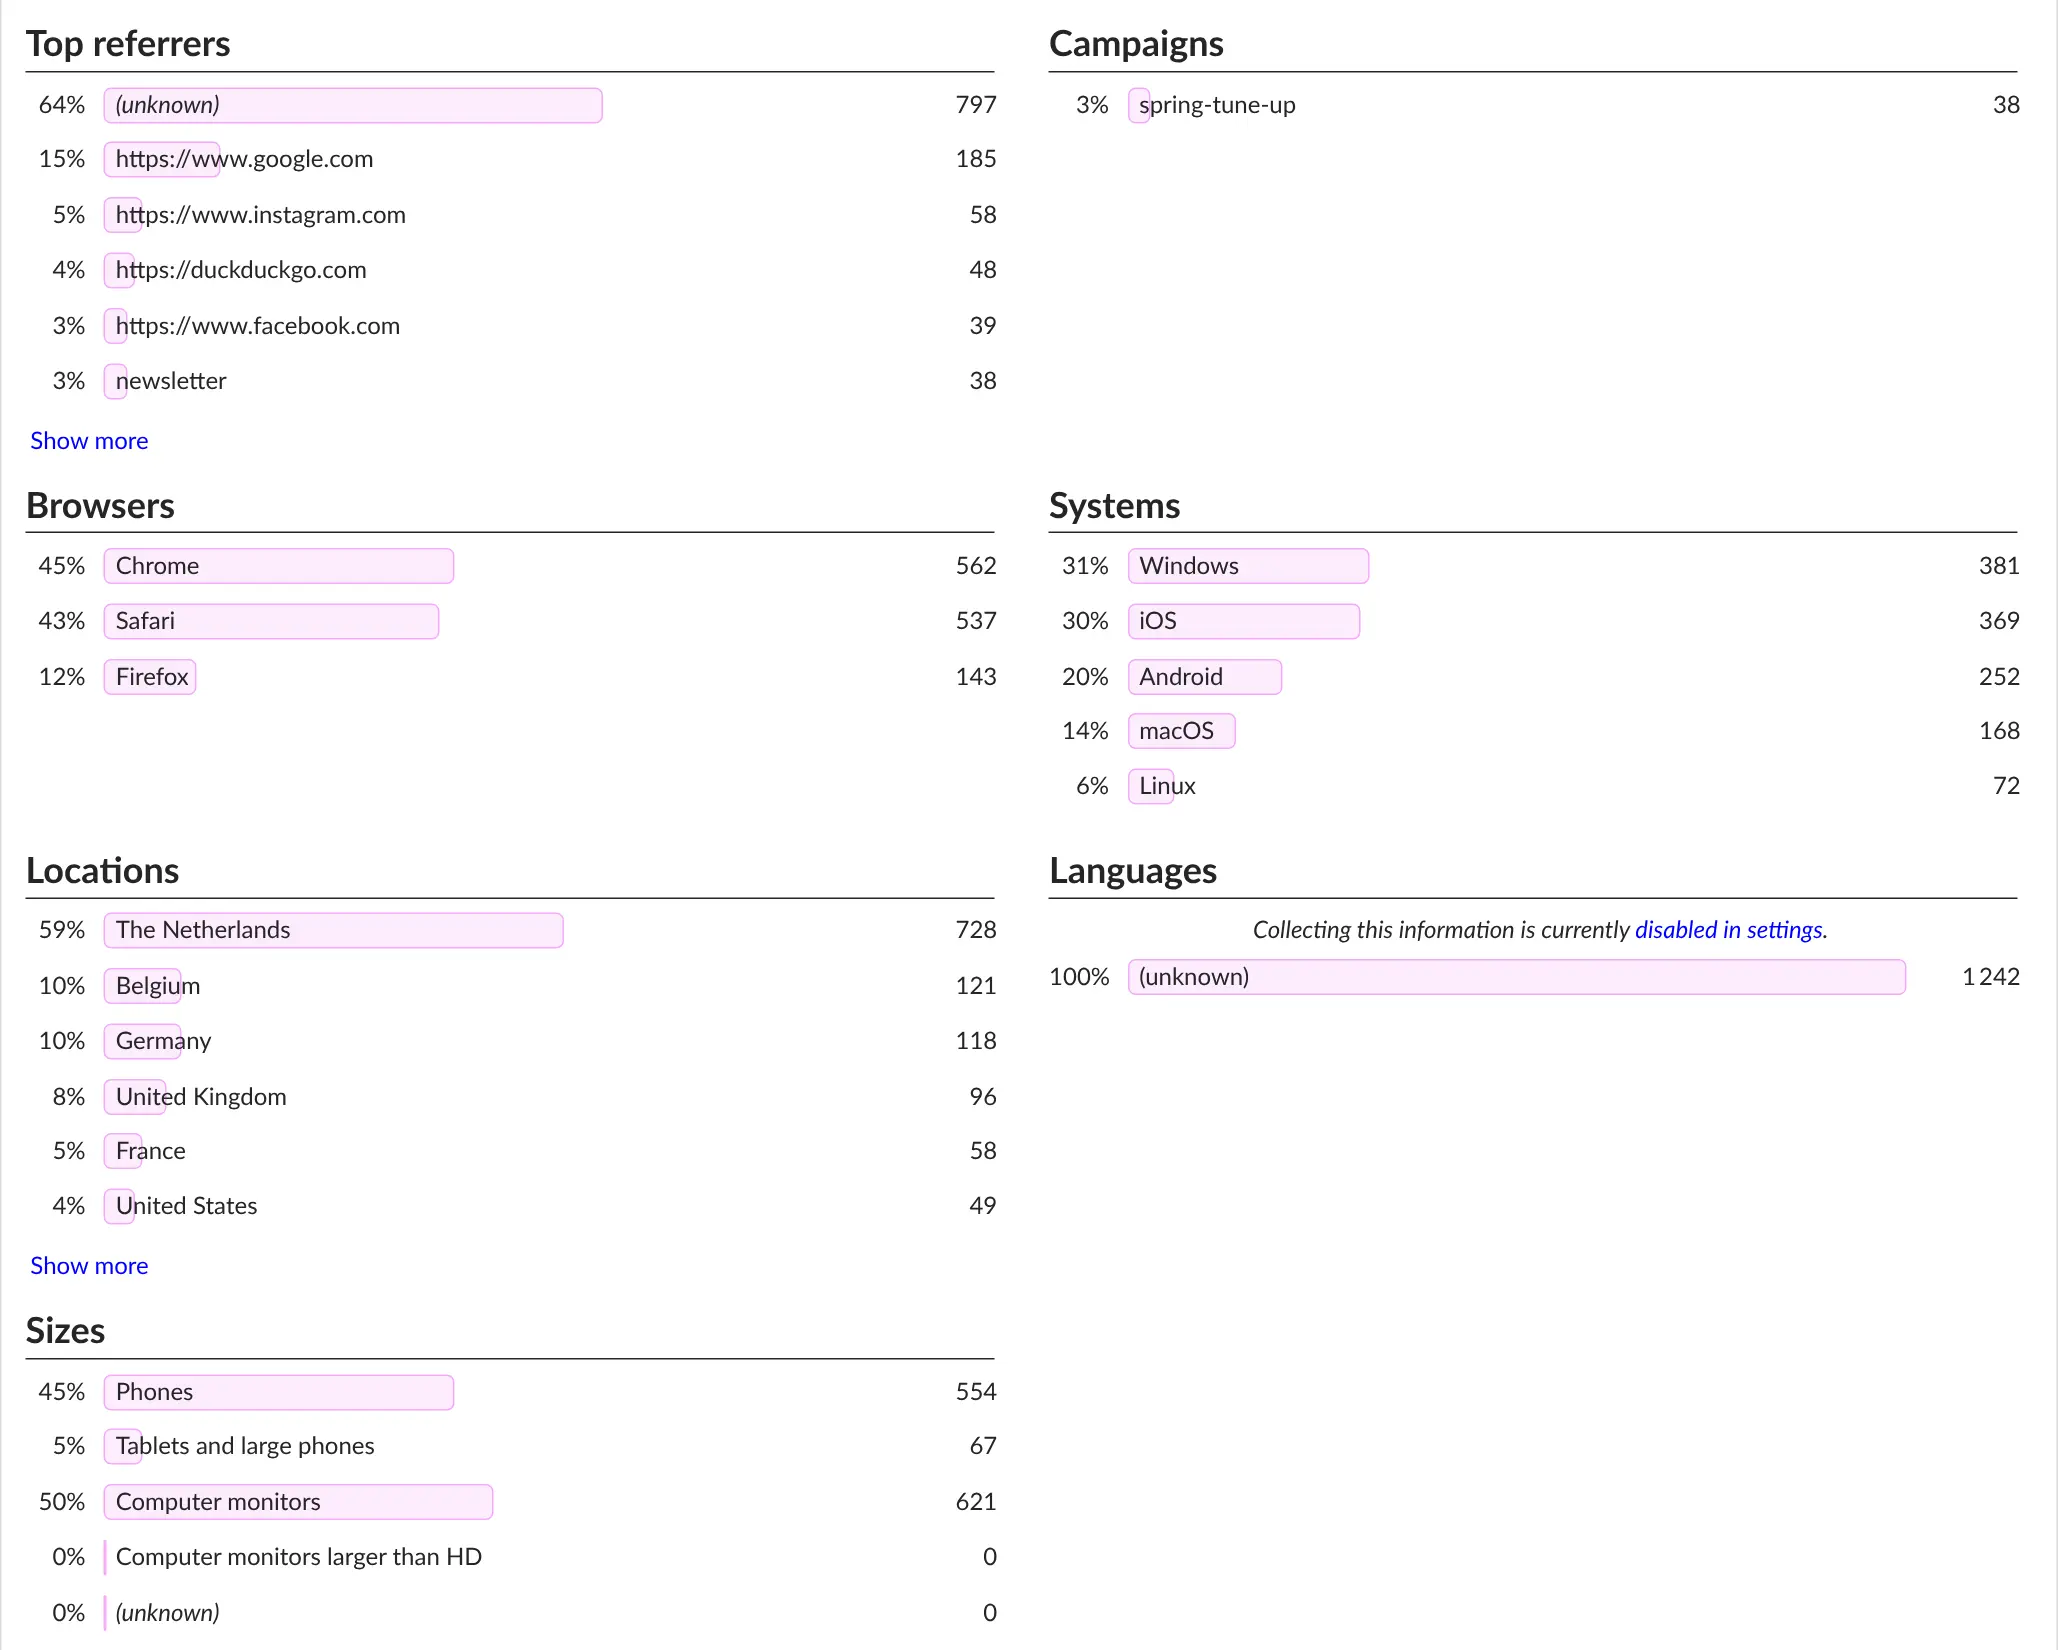 Top referrers
64% (unknown) 797
15% https://www.google.com 185
5% https://www.instagram.com 58
4% https://duckduckgo.com 48
3% https://www.facebook.com 39
3% newsletter 38
Show more
Campaigns
3% spring-tune-up 38
Browsers
45% Chrome 562
43% Safari 537
12% Firefox 143
Systems
31% Windows 381
30% iOS 369
20% Android 252
14% macOS 168
6% Linux 72
Locations
59% The Netherlands 728
10% Belgium 121
10% Germany 118
8% United Kingdom 96
5% France 58
4% United States 49
Show more
Languages
Collecting this information is currently disabled in settings.
100% (unknown) 1 242
Sizes
45% Phones 554
5% Tablets and large phones 67
50% Computer monitors 621
0% Computer monitors larger than HD 0
0% (unknown) 0